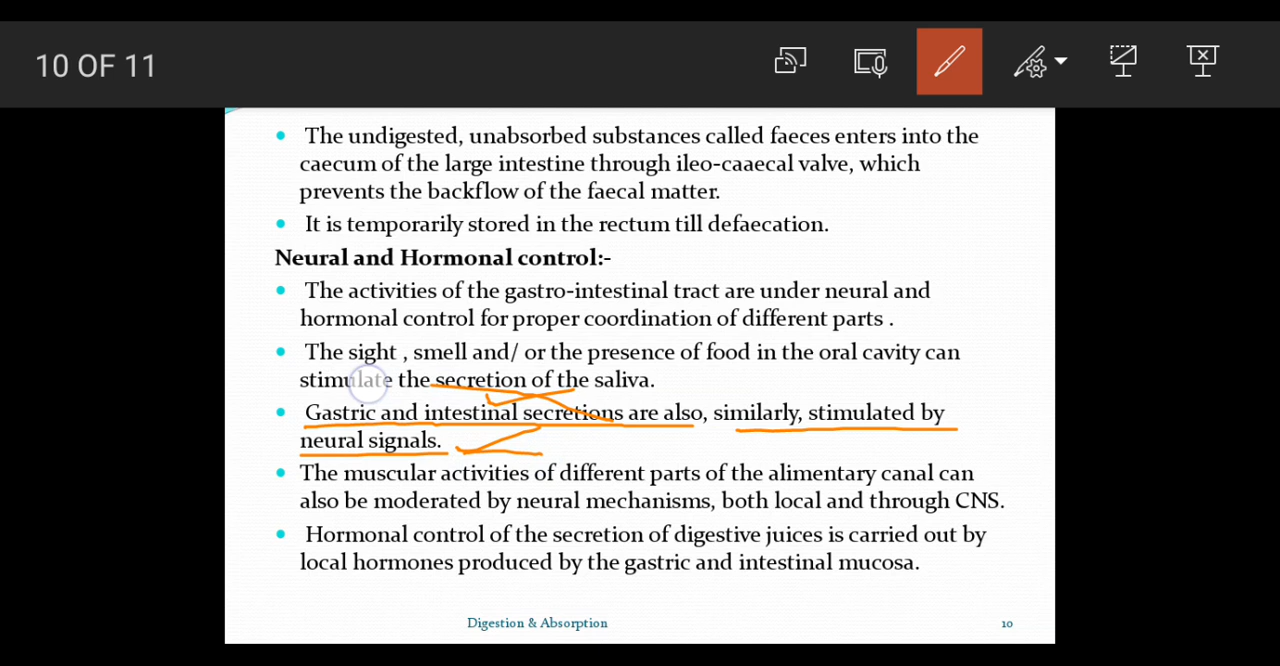 10 OF 11
• The undigested, unabsorbed substances called faeces enters into the
caecum of the large intestine through ileo-caaecal valve, which
prevents the backflow of the faecal matter.
• It is temporarily stored in the rectum till defaecation.
Neural and Hormonal control:-
• The activities of the gastro-intestinal tract are under neural and
hormonal control for proper coordination of different parts .
• The sight , smell and/ or the presence of food in the oral cavity can
stimulate the secretion of the saliva.
• Gastric and intestinal secretions are also, similarly, stimulated by
neural signals.
• The muscular activities of different parts of the alimentary canal can
also be moderated by neural mechanisms, both local and through CNS.
• Hormonal control of the secretion of digestive juices is carried out by
local hormones produced by the gastric and intestinal mucosa.
Digestion & Absorption
10